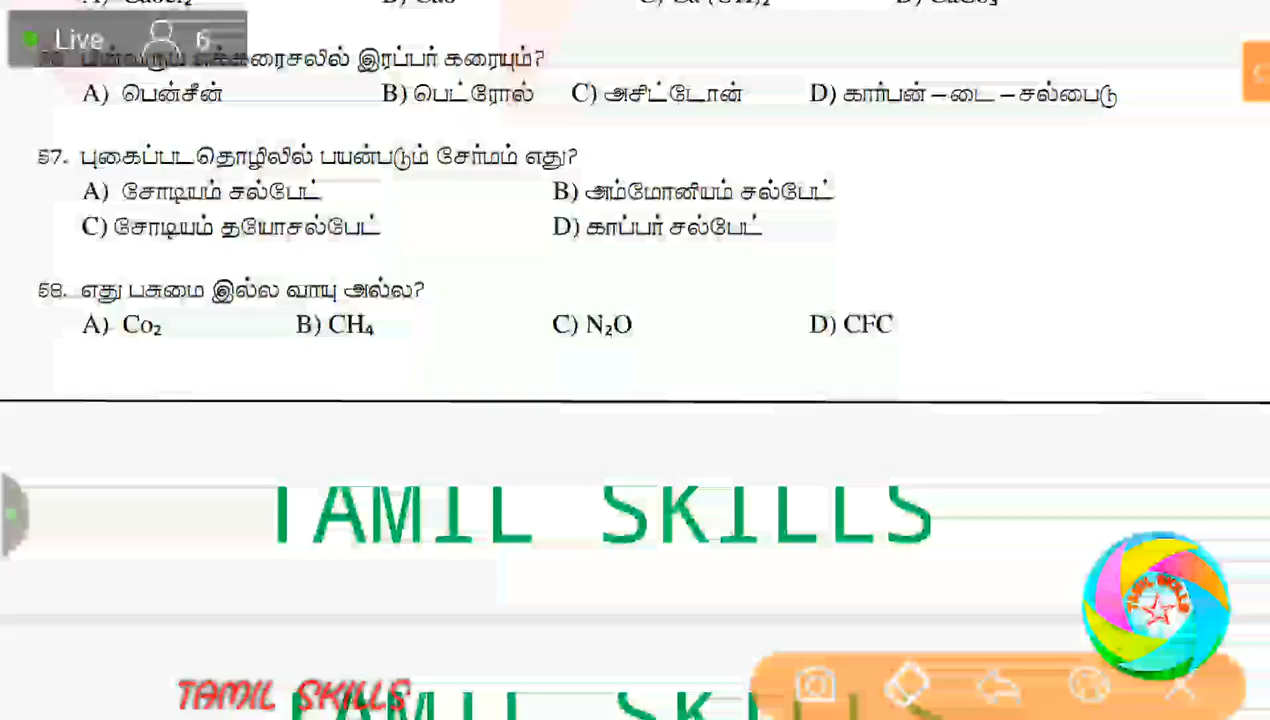 Live 6
இரப்பர் கரையும்?
A) பென்சீன் B) பெட்ரோல் C) அசிட்டோன் D) கார்பன் – டை – சல்பைடு
57. புகைப்படதொழிலில் பயன்படும் சேர்மம் எது?
A) சோடியம் சல்பேட் B) அம்மோனியம் சல்பேட்
C) சோடியம் தயோசல்பேட் D) காப்பர் சல்பேட்
58. எது பசுமை இல்ல வாயு அல்ல?
A) Co₂ B) CH₄ C) N₂O D) CFC
TAMIL SKILLS
TAMIL SKILLS